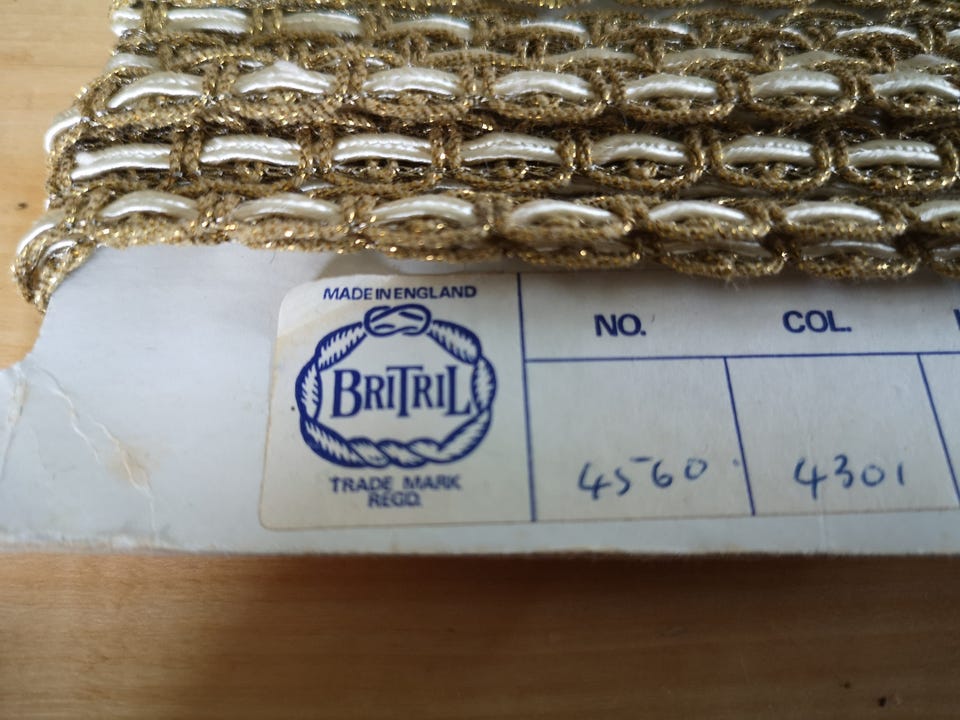 MADE IN ENGLAND
BRITRIL
TRADE MARK
REGD.
NO. COL.
4560 4301